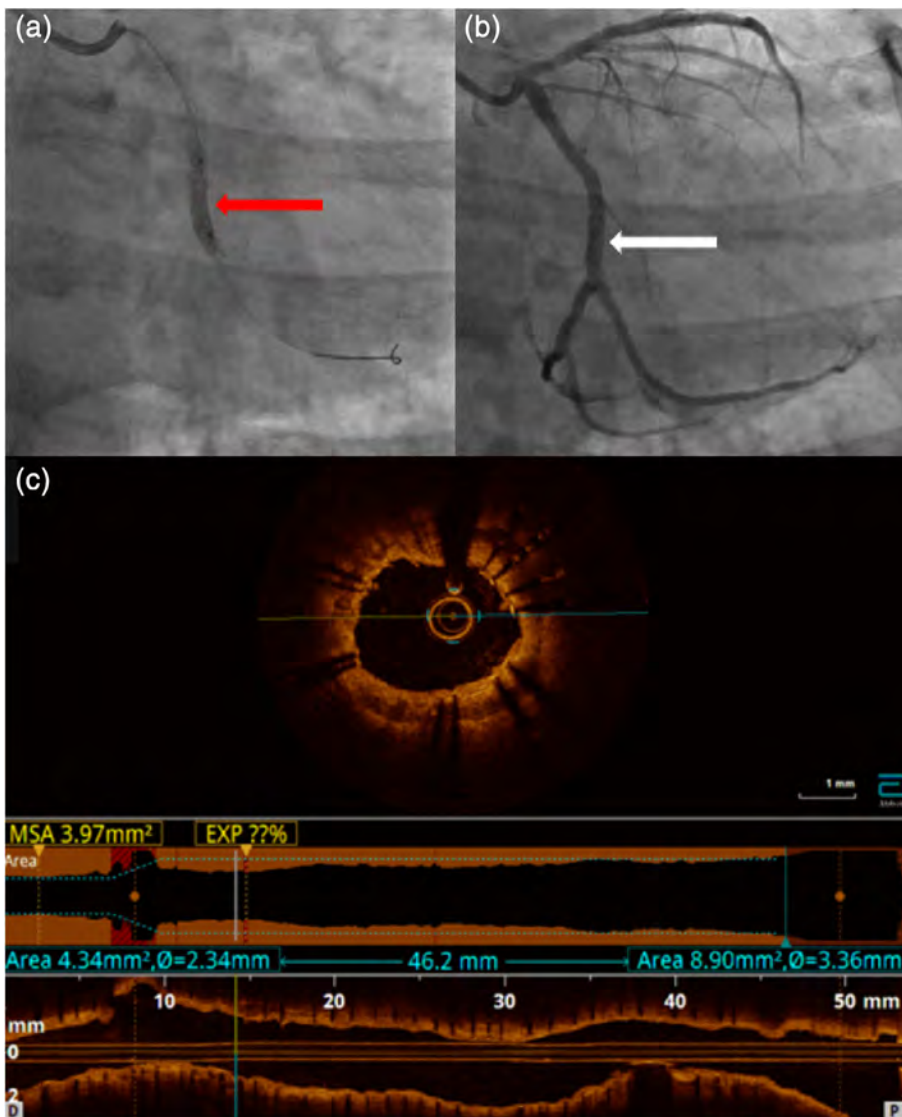 (a)
(b)
(c)
1 mm
MSA 3.97mm² EXP ??%
Area
Area 4.34mm²,Ø=2.34mm 46.2 mm Area 8.90mm²,Ø=3.36mm
10 20 30 40 50 mm
mm
0
2
D P